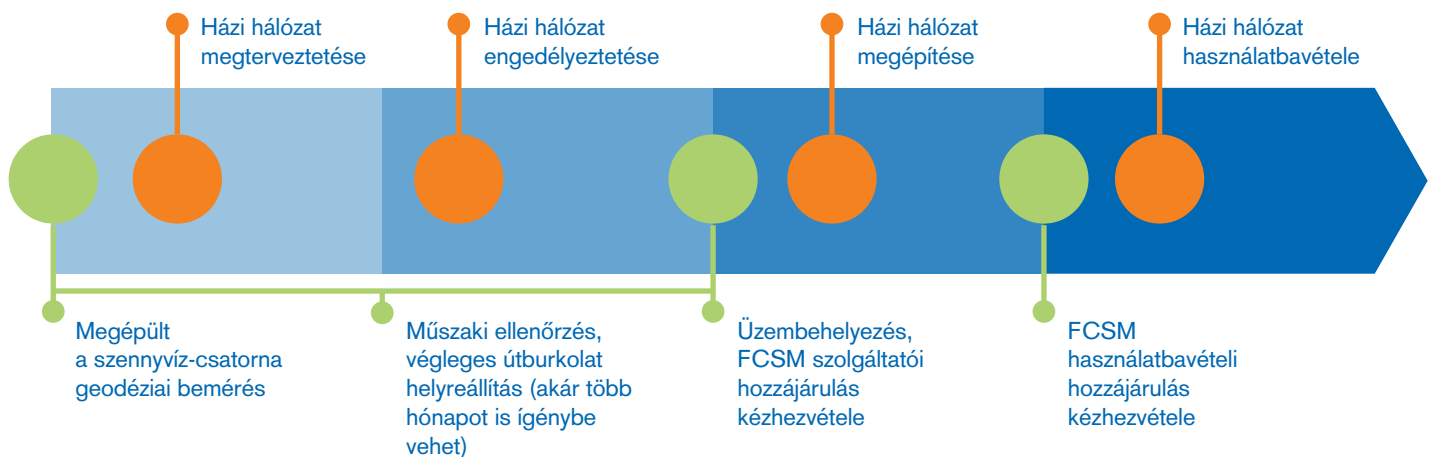 Házi hálózat
megterveztetése
Házi hálózat
engedélyeztetése
Házi hálózat
megépítése
Házi hálózat
használatbavétele
Megépült
a szennyvíz-csatorna
geodéziai bemérés
Műszaki ellenőrzés,
végleges útburkolat
helyreállítás (akár több
hónapot is ígénybe
vehet)
Üzembehelyezés,
FCSM szolgáltatói
hozzájárulás
kézhezvétele
FCSM
használatbavételi
hozzájárulás
kézhezvétele